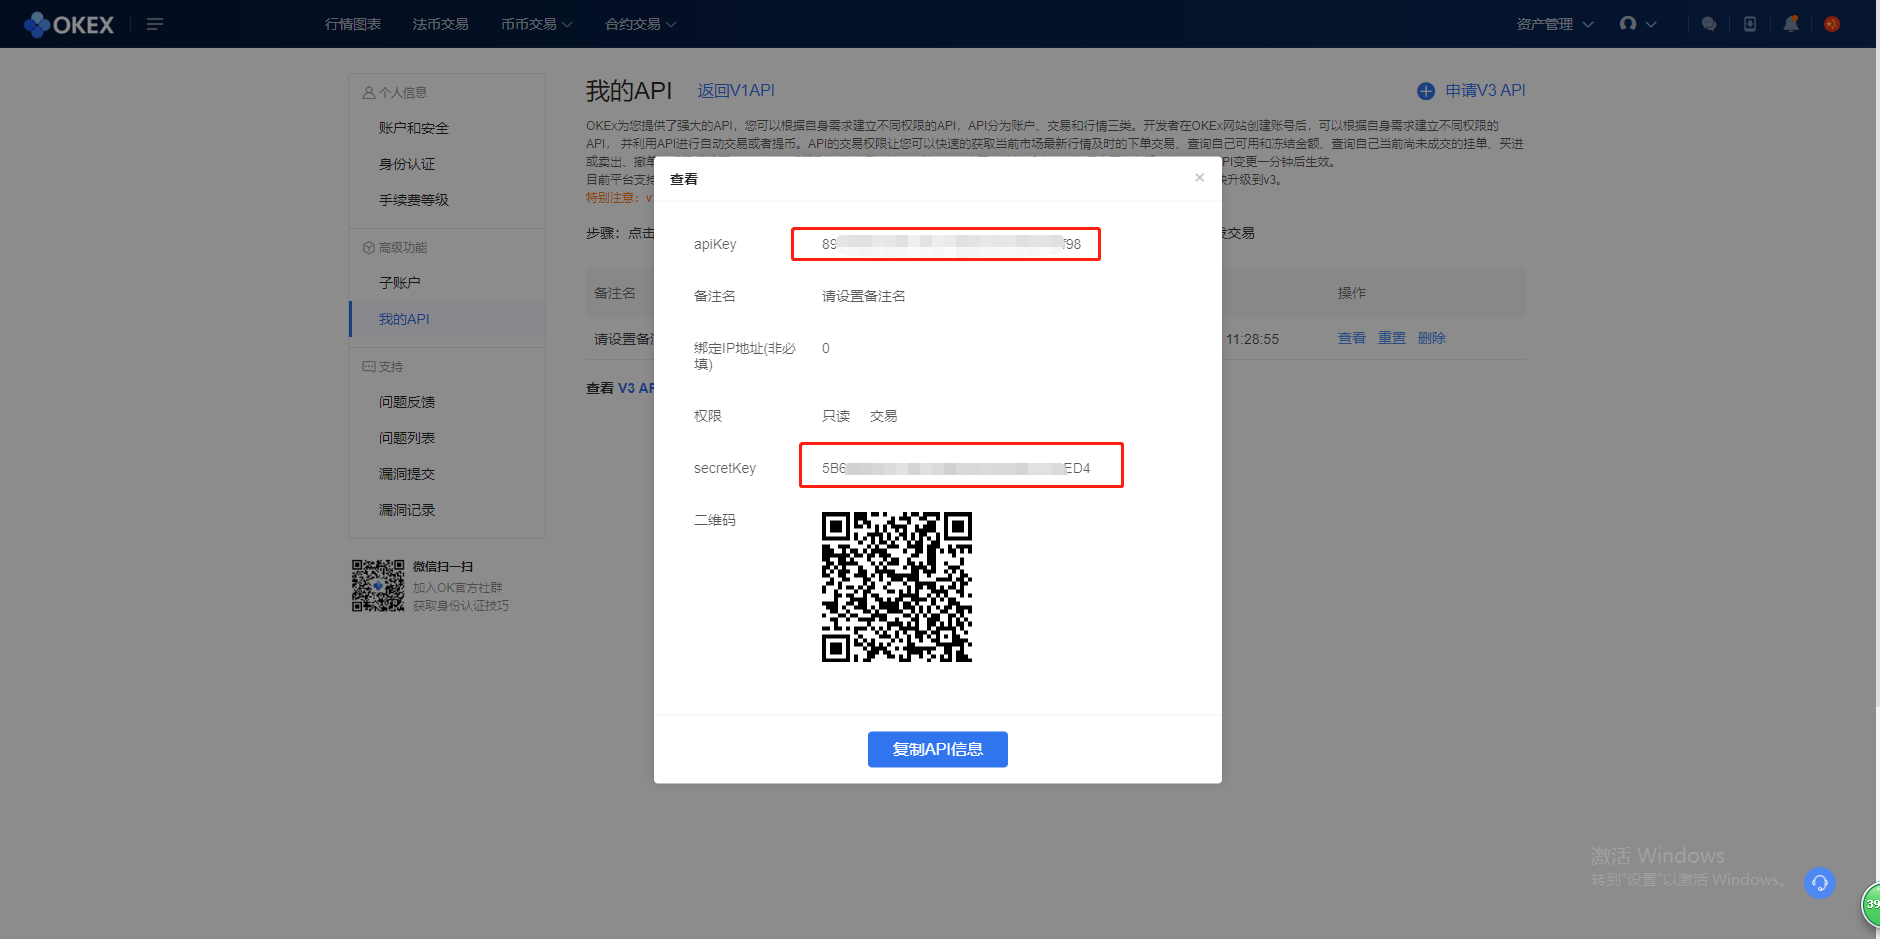 OKEX
行情图表
法币交易
币币交易
合约交易
资产管理
个人信息
账户和安全
身份认证
手续费等级
高级功能
子账户
我的API
支持
问题反馈
问题列表
漏洞提交
漏洞记录
微信扫一扫
加入OK官方社群
获取身份认证技巧
我的API
返回V1API
申请V3 API
OKEx为您提供了强大的API，您可以根据自身需求建立不同权限的API，API分为账户、交易和行情三类。开发者在OKEx网站创建账号后，可以根据自身需求建立不同权限的
API， 并利用API进行自动交易或者提币。API的交易权限让您可以快速的获取当前市场最新行情及时的下单交易、查询自己可用和冻结金额、查询自己当前尚未成交的挂单、买进
或卖出、撤单
PI变更一分钟后生效。
目前平台支持
升级到v3。
特别注意：v
步骤：点击
交易
备注名
操作
请设置备
11:28:55
查看
重置
删除
查看 V3 AP
查看
apiKey
89
f98
备注名
请设置备注名
绑定IP地址(非必
填)
0
权限
只读
交易
secretKey
5B6
ED4
二维码
复制API信息
激活 Windows
转到“设置”以激活 Windows。
39